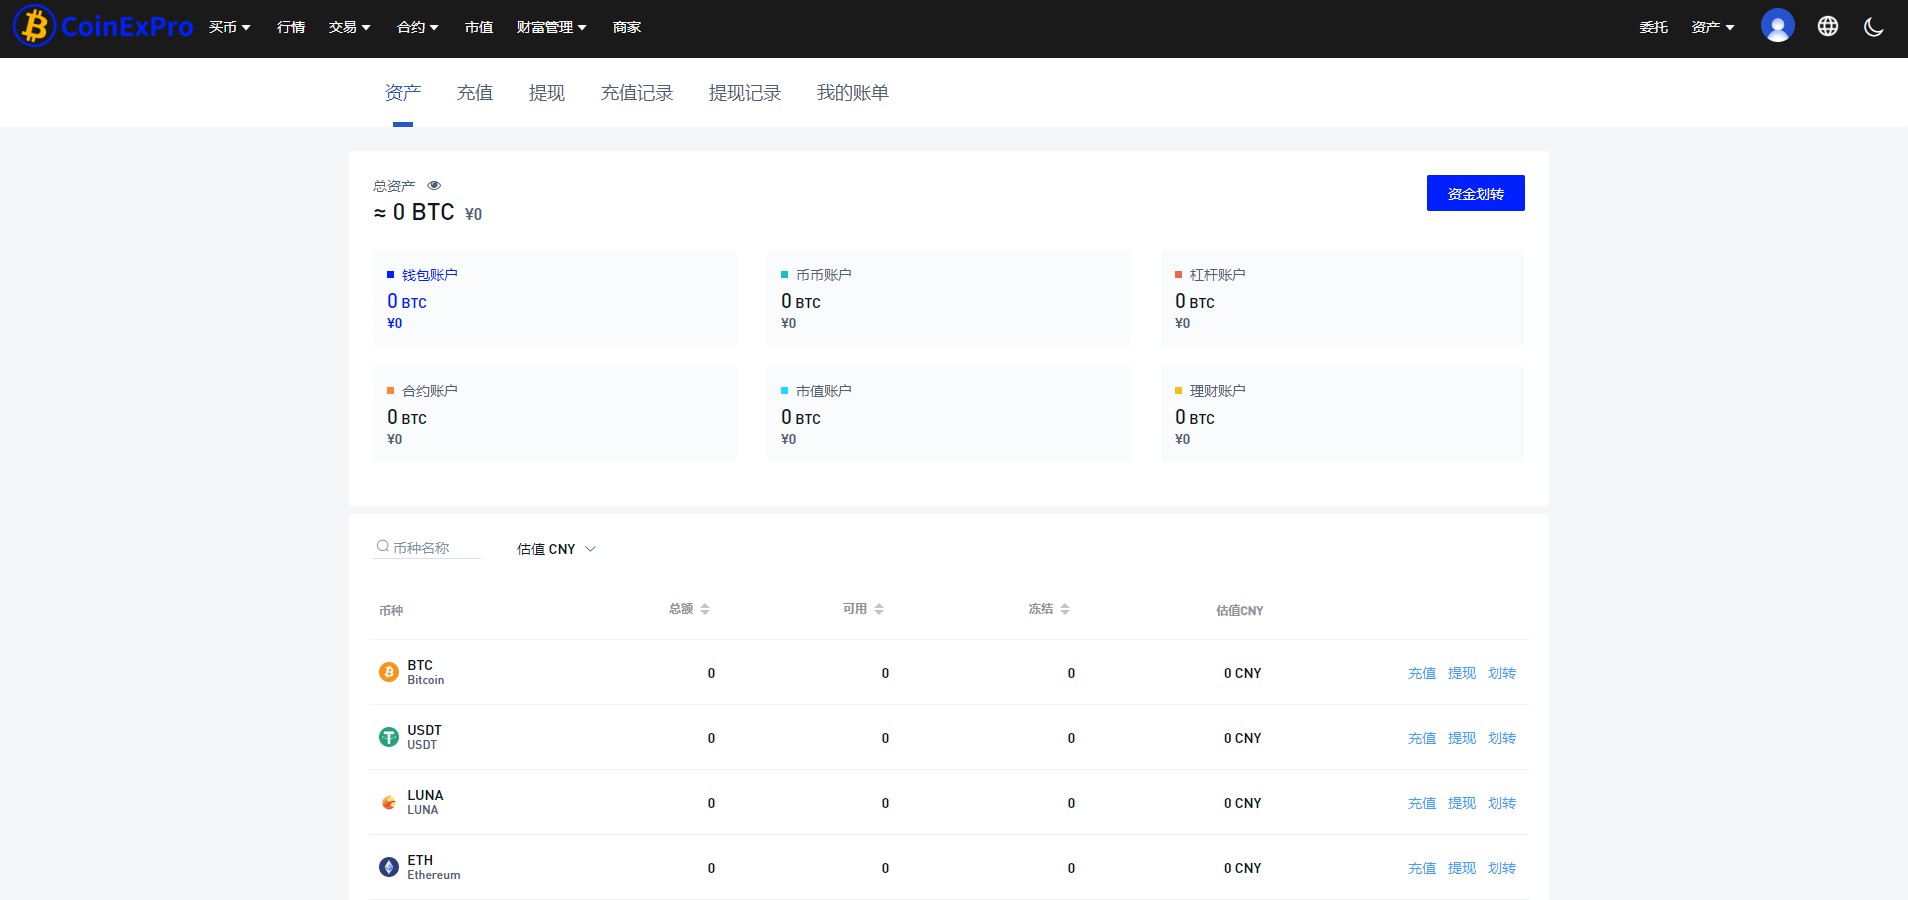 CoinExPro 买币 行情 交易 合约 市值 财富管理 商家 委托 资产
资产 充值 提现 充值记录 提现记录 我的账单
总资产
≈ 0 BTC ¥0
资金划转
钱包账户
0 BTC
¥0
币币账户
0 BTC
¥0
杠杆账户
0 BTC
¥0
合约账户
0 BTC
¥0
市值账户
0 BTC
¥0
理财账户
0 BTC
¥0
币种名称 估值 CNY
币种 总额 可用 冻结 估值CNY
BTC
Bitcoin
0 0 0 0 CNY 充值 提现 划转
USDT
USDT
0 0 0 0 CNY 充值 提现 划转
LUNA
LUNA
0 0 0 0 CNY 充值 提现 划转
ETH
Ethereum
0 0 0 0 CNY 充值 提现 划转